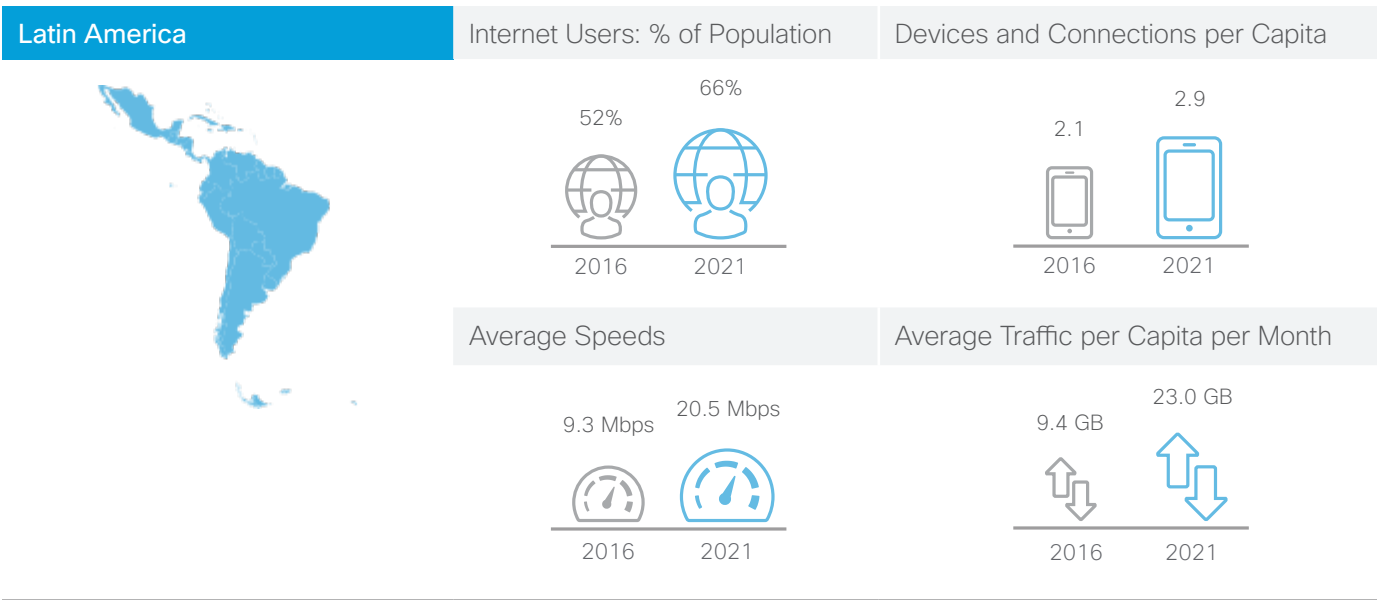 Latin America
Internet Users: % of Population
Devices and Connections per Capita
52%
66%
2016
2021
2.1
2.9
2016
2021
Average Speeds
Average Traffic per Capita per Month
9.3 Mbps
20.5 Mbps
2016
2021
9.4 GB
23.0 GB
2016
2021